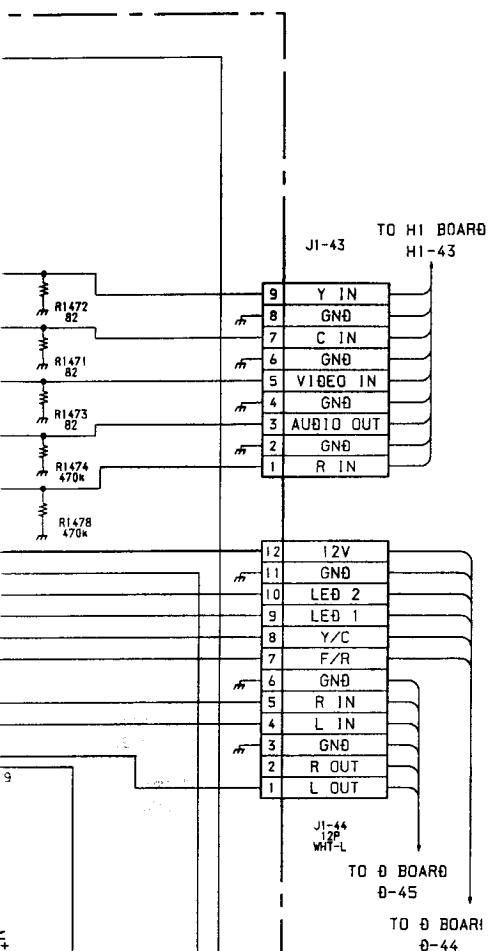 TO H1 BOARD
H1-43
J1-43
9 Y IN
8 GND
7 C IN
6 GND
5 VIDEO IN
4 GND
3 AUDIO OUT
2 GND
1 R IN
R1472
82
R1471
82
R1473
82
R1474
470k
R1478
470k
12 12V
11 GND
10 LED 2
9 LED 1
8 Y/C
7 F/R
6 GND
5 R IN
4 L IN
3 GND
2 R OUT
1 L OUT
9
J1-44
12P
WHT-L
TO D BOARD
D-45
TO D BOAR
D-44